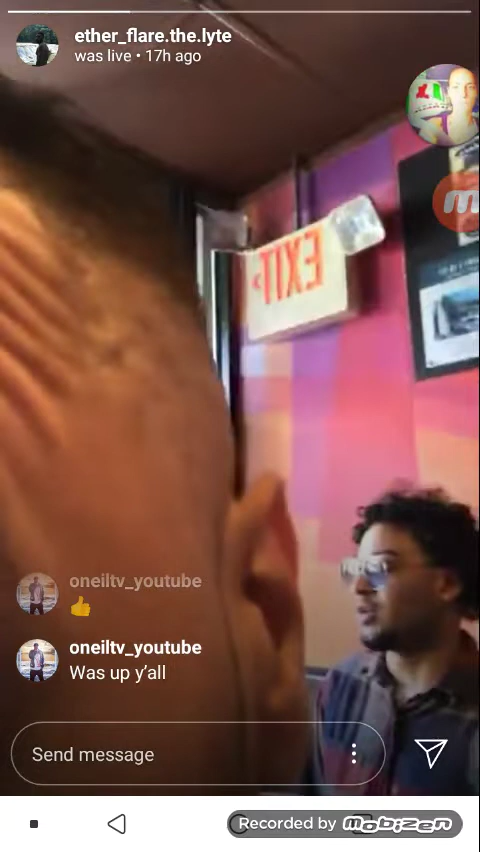 ether_flare.the.lyte
was live • 17h ago
EXIT
oneiltv_youtube
👍
oneiltv_youtube
Was up y'all
Send message
Recorded by mobizen